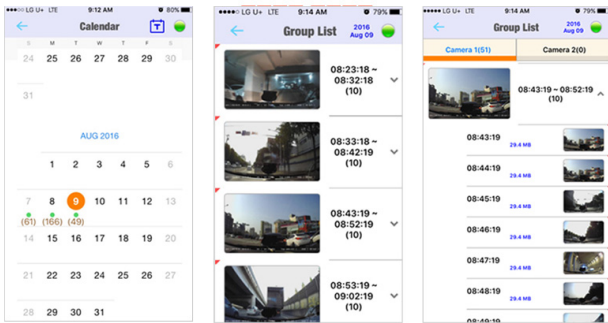 LG U+ LTE 9:12 AM 80%
Calendar
T
S M T W T F S
24 25 26 27 28 29 30
31
AUG 2016
1 2 3 4 5 6
7 8 9 10 11 12 13
(61) (166) (49)
14 15 16 17 18 19 20
21 22 23 24 25 26 27
28 29 30 31
LG U+ LTE 9:14 AM 79%
Group List
2016
Aug 09
08:23:18 ~
08:32:18
(10)
08:33:18 ~
08:42:19
(10)
08:43:19 ~
08:52:19
(10)
08:53:19 ~
09:02:19
(10)
LG U+ LTE 9:14 AM 79%
Group List
2016
Aug 09
Camera 1(51) Camera 2(0)
08:43:19 ~ 08:52:19
(10)
08:43:19
29.4 MB
08:44:19
29.4 MB
08:45:19
29.4 MB
08:46:19
29.4 MB
08:47:19
29.4 MB
08:48:19
29.4 MB
08:49:19